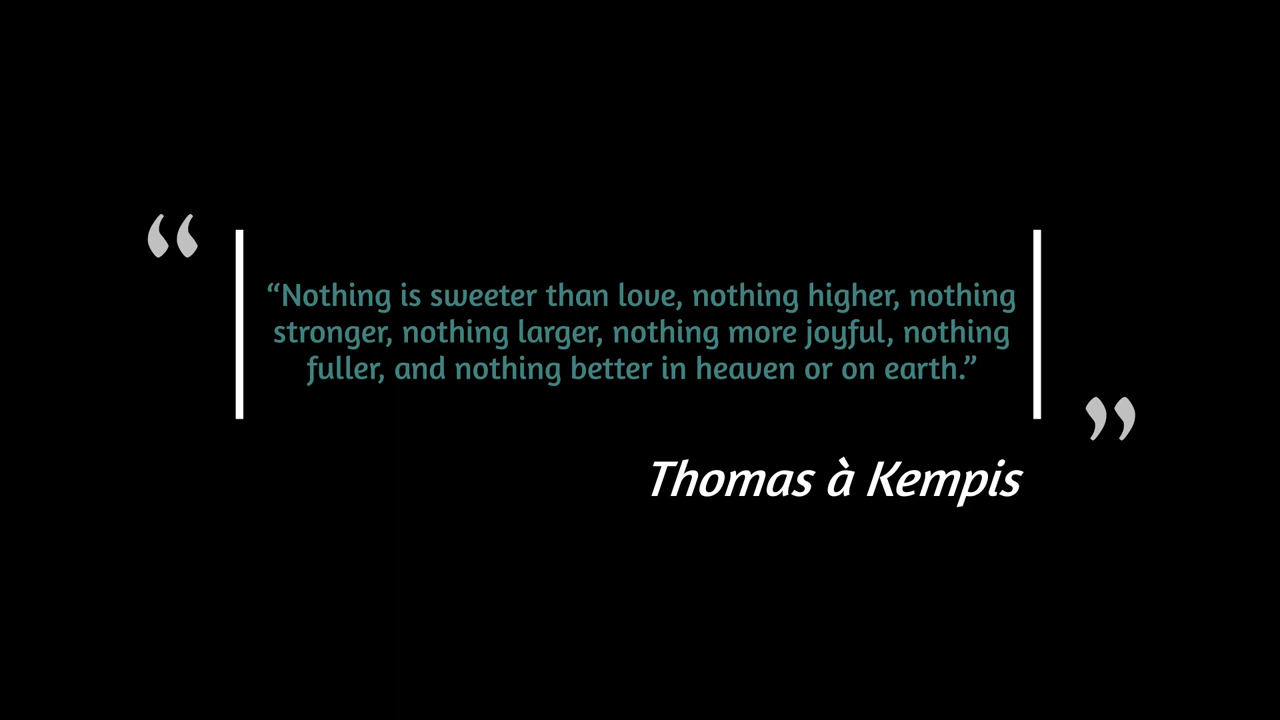 “Nothing is sweeter than love, nothing higher, nothing
stronger, nothing larger, nothing more joyful, nothing
fuller, and nothing better in heaven or on earth.”
Thomas à Kempis